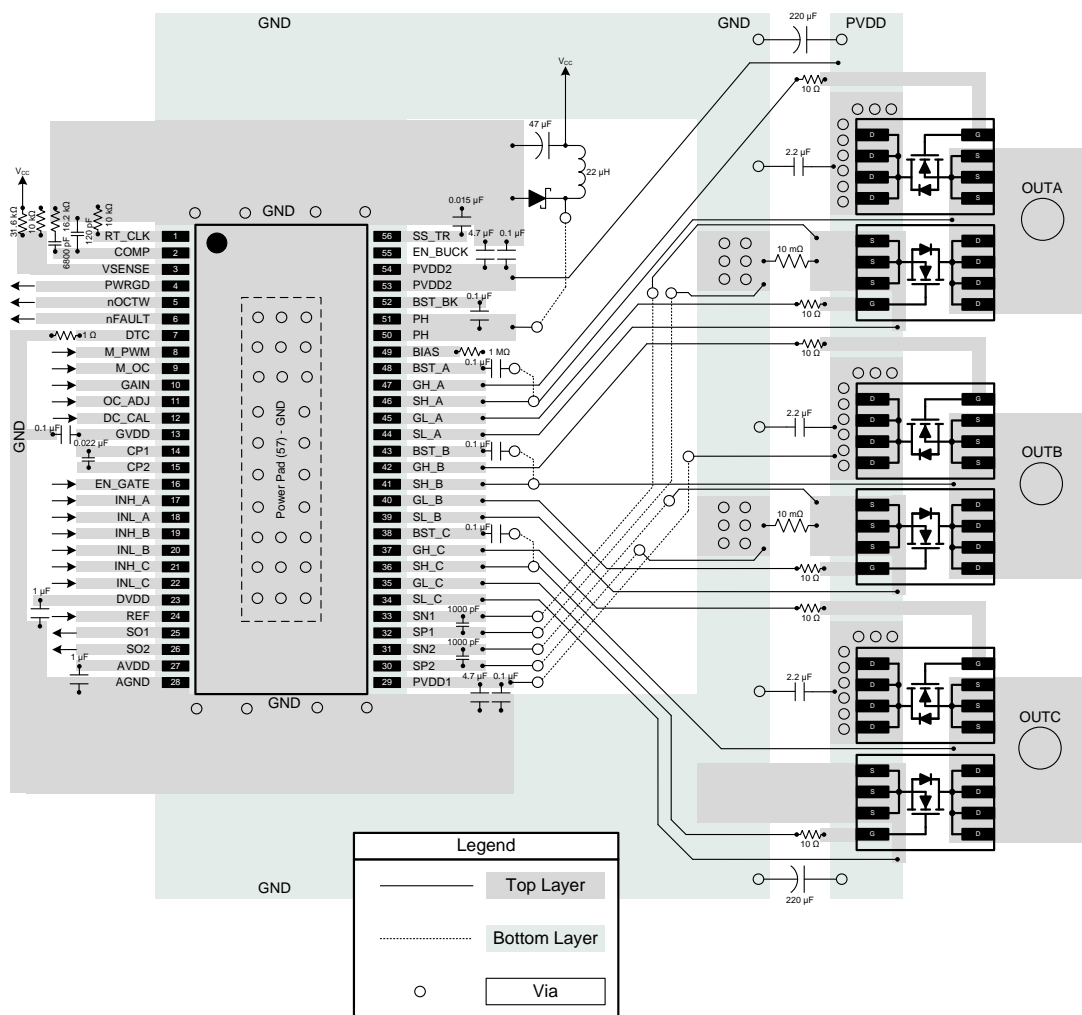 GND
GND
220 µF
PVDD
VCC
10 Ω
47 µF
22 µH
2.2 µF
D
D
D
D
G
S
S
S
OUTA
VCC
31.6 kΩ
10 kΩ
16.2 kΩ
6800 pF
120 pF
10 kΩ
GND
0.015 µF
4.7 µF
0.1 µF
10 mΩ
S
S
S
G
D
D
D
D
10 Ω
RT_CLK 1
COMP 2
VSENSE 3
PWRGD 4
nOCTW 5
nFAULT 6
DTC 7
1 Ω
M_PWM 8
M_OC 9
GAIN 10
OC_ADJ 11
DC_CAL 12
GVDD 13
CP1 14
CP2 15
EN_GATE 16
INH_A 17
INL_A 18
INH_B 19
INL_B 20
INH_C 21
INL_C 22
DVDD 23
REF 24
SO1 25
SO2 26
AVDD 27
AGND 28
GND
0.1 µF
0.022 µF
1 µF
1 µF
Power Pad (57) - GND
56 SS_TR
55 EN_BUCK
54 PVDD2
53 PVDD2
52 BST_BK
51 PH
50 PH
49 BIAS
48 BST_A
47 GH_A
46 SH_A
45 GL_A
44 SL_A
43 BST_B
42 GH_B
41 SH_B
40 GL_B
39 SL_B
38 BST_C
37 GH_C
36 SH_C
35 GL_C
34 SL_C
33 SN1
32 SP1
31 SN2
30 SP2
29 PVDD1
0.1 µF
1 MΩ
0.1 µF
0.1 µF
0.1 µF
1000 pF
1000 pF
4.7 µF
0.1 µF
GND
10 Ω
2.2 µF
D
D
D
D
G
S
S
S
OUTB
10 mΩ
S
S
S
G
D
D
D
D
10 Ω
10 Ω
2.2 µF
D
D
D
D
G
S
S
S
OUTC
S
S
S
G
D
D
D
D
10 Ω
GND
220 µF
Legend
Top Layer
Bottom Layer
Via